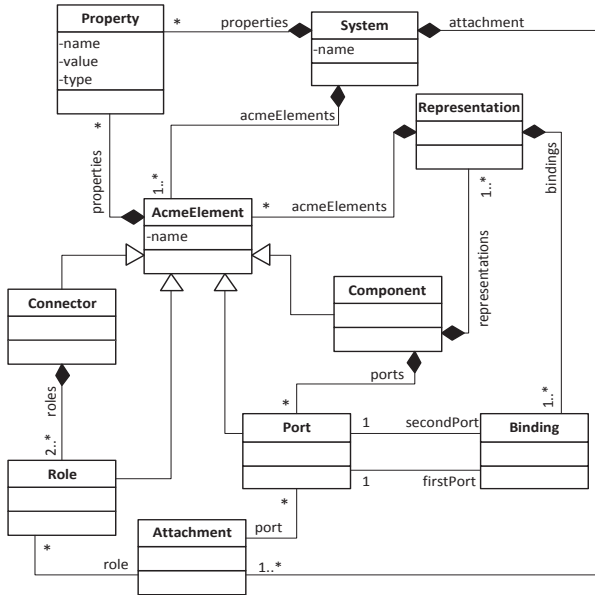 Property
-name
-value
-type
* properties
System
-name
attachment
Representation
acmeElements
* properties
1..*
AcmeElement
-name
* acmeElements
bindings
1..*
representations
Connector
Component
roles
2..*
ports
*
1..*
Port
1 secondPort
1 firstPort
Binding
Role
*
port
Attachment
*
role
1..*